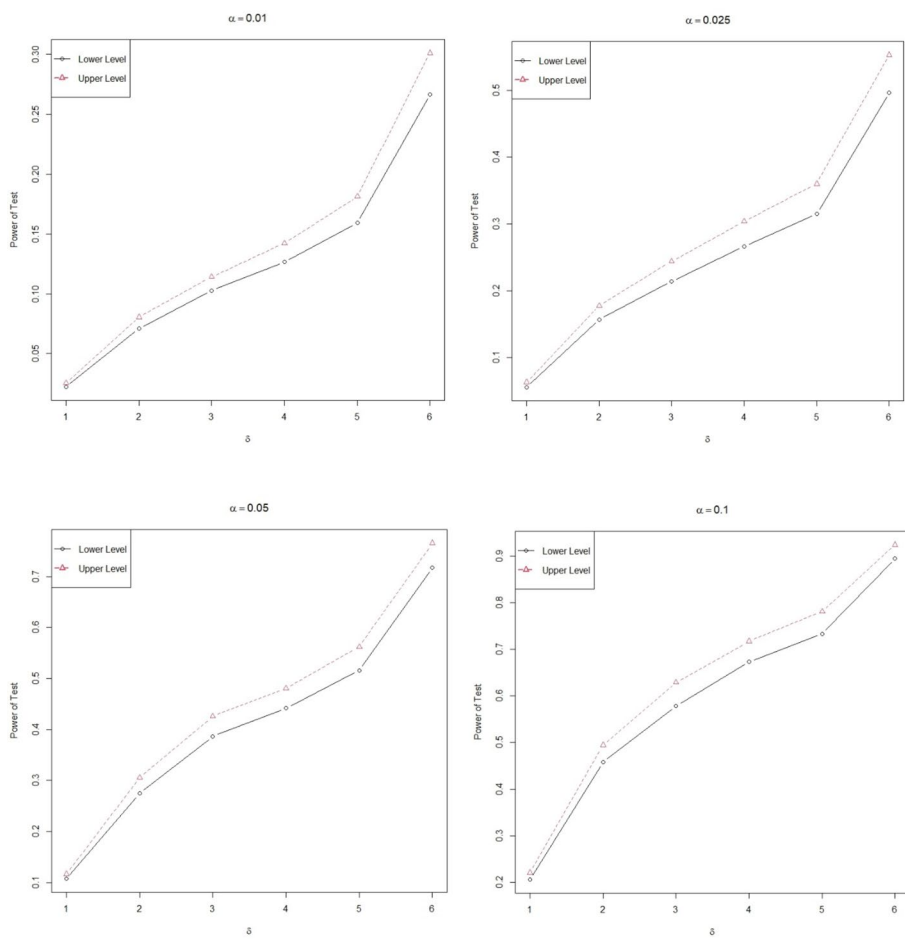 α = 0.01
Lower Level
Upper Level
Power of Test
0.30
0.25
0.20
0.15
0.10
0.05
1 2 3 4 5 6
δ
α = 0.025
Lower Level
Upper Level
Power of Test
0.5
0.4
0.3
0.2
0.1
1 2 3 4 5 6
δ
α = 0.05
Lower Level
Upper Level
Power of Test
0.7
0.6
0.5
0.4
0.3
0.2
0.1
1 2 3 4 5 6
δ
α = 0.1
Lower Level
Upper Level
Power of Test
0.9
0.8
0.7
0.6
0.5
0.4
0.3
0.2
1 2 3 4 5 6
δ